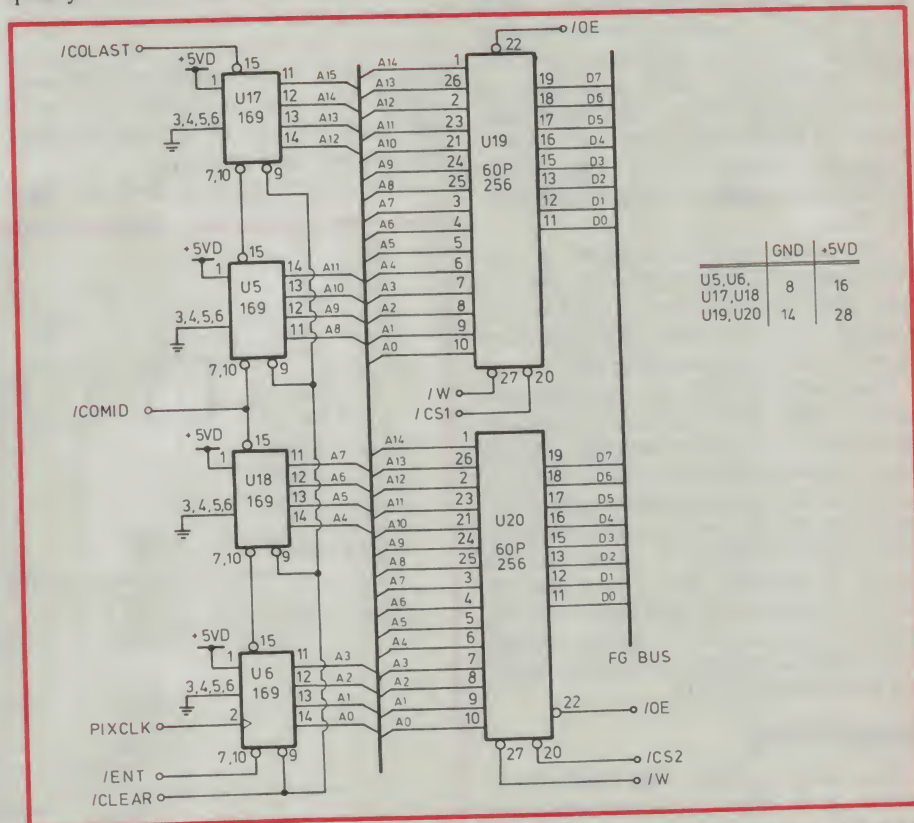 /COLAST
15
+5VD
1
U17
169
3,4,5,6
7,10
9
11 A15
12 A14
13 A13
14 A12
15
+5VD
1
U5
169
3,4,5,6
7,10
9
14 A11
13 A10
12 A9
11 A8
/COMID
15
+5VD
1
U18
169
3,4,5,6
7,10
9
11 A7
12 A6
13 A5
14 A4
15
+5VD
1
U6
169
3,4,5,6
2
PIXCLK
7,10
9
11 A3
12 A2
13 A1
14 A0
/ENT
/CLEAR
/OE
22
A14 1
A13 26
A12 2
A11 23
A10 21
A9 24
A8 25
A7 3
A6 4
A5 5
A4 6
A3 7
A2 8
A1 9
A0 10
U19
60P
256
19 D7
18 D6
17 D5
16 D4
15 D3
13 D2
12 D1
11 D0
27 20
/W
/CS1
A14 1
A13 26
A12 2
A11 23
A10 21
A9 24
A8 25
A7 3
A6 4
A5 5
A4 6
A3 7
A2 8
A1 9
A0 10
U20
60P
256
19 D7
18 D6
17 D5
16 D4
15 D3
13 D2
12 D1
11 D0
FG BUS
22 /OE
27 20
/CS2
/W
GND +5VD
U5,U6,
U17,U18 8 16
U19,U20 14 28